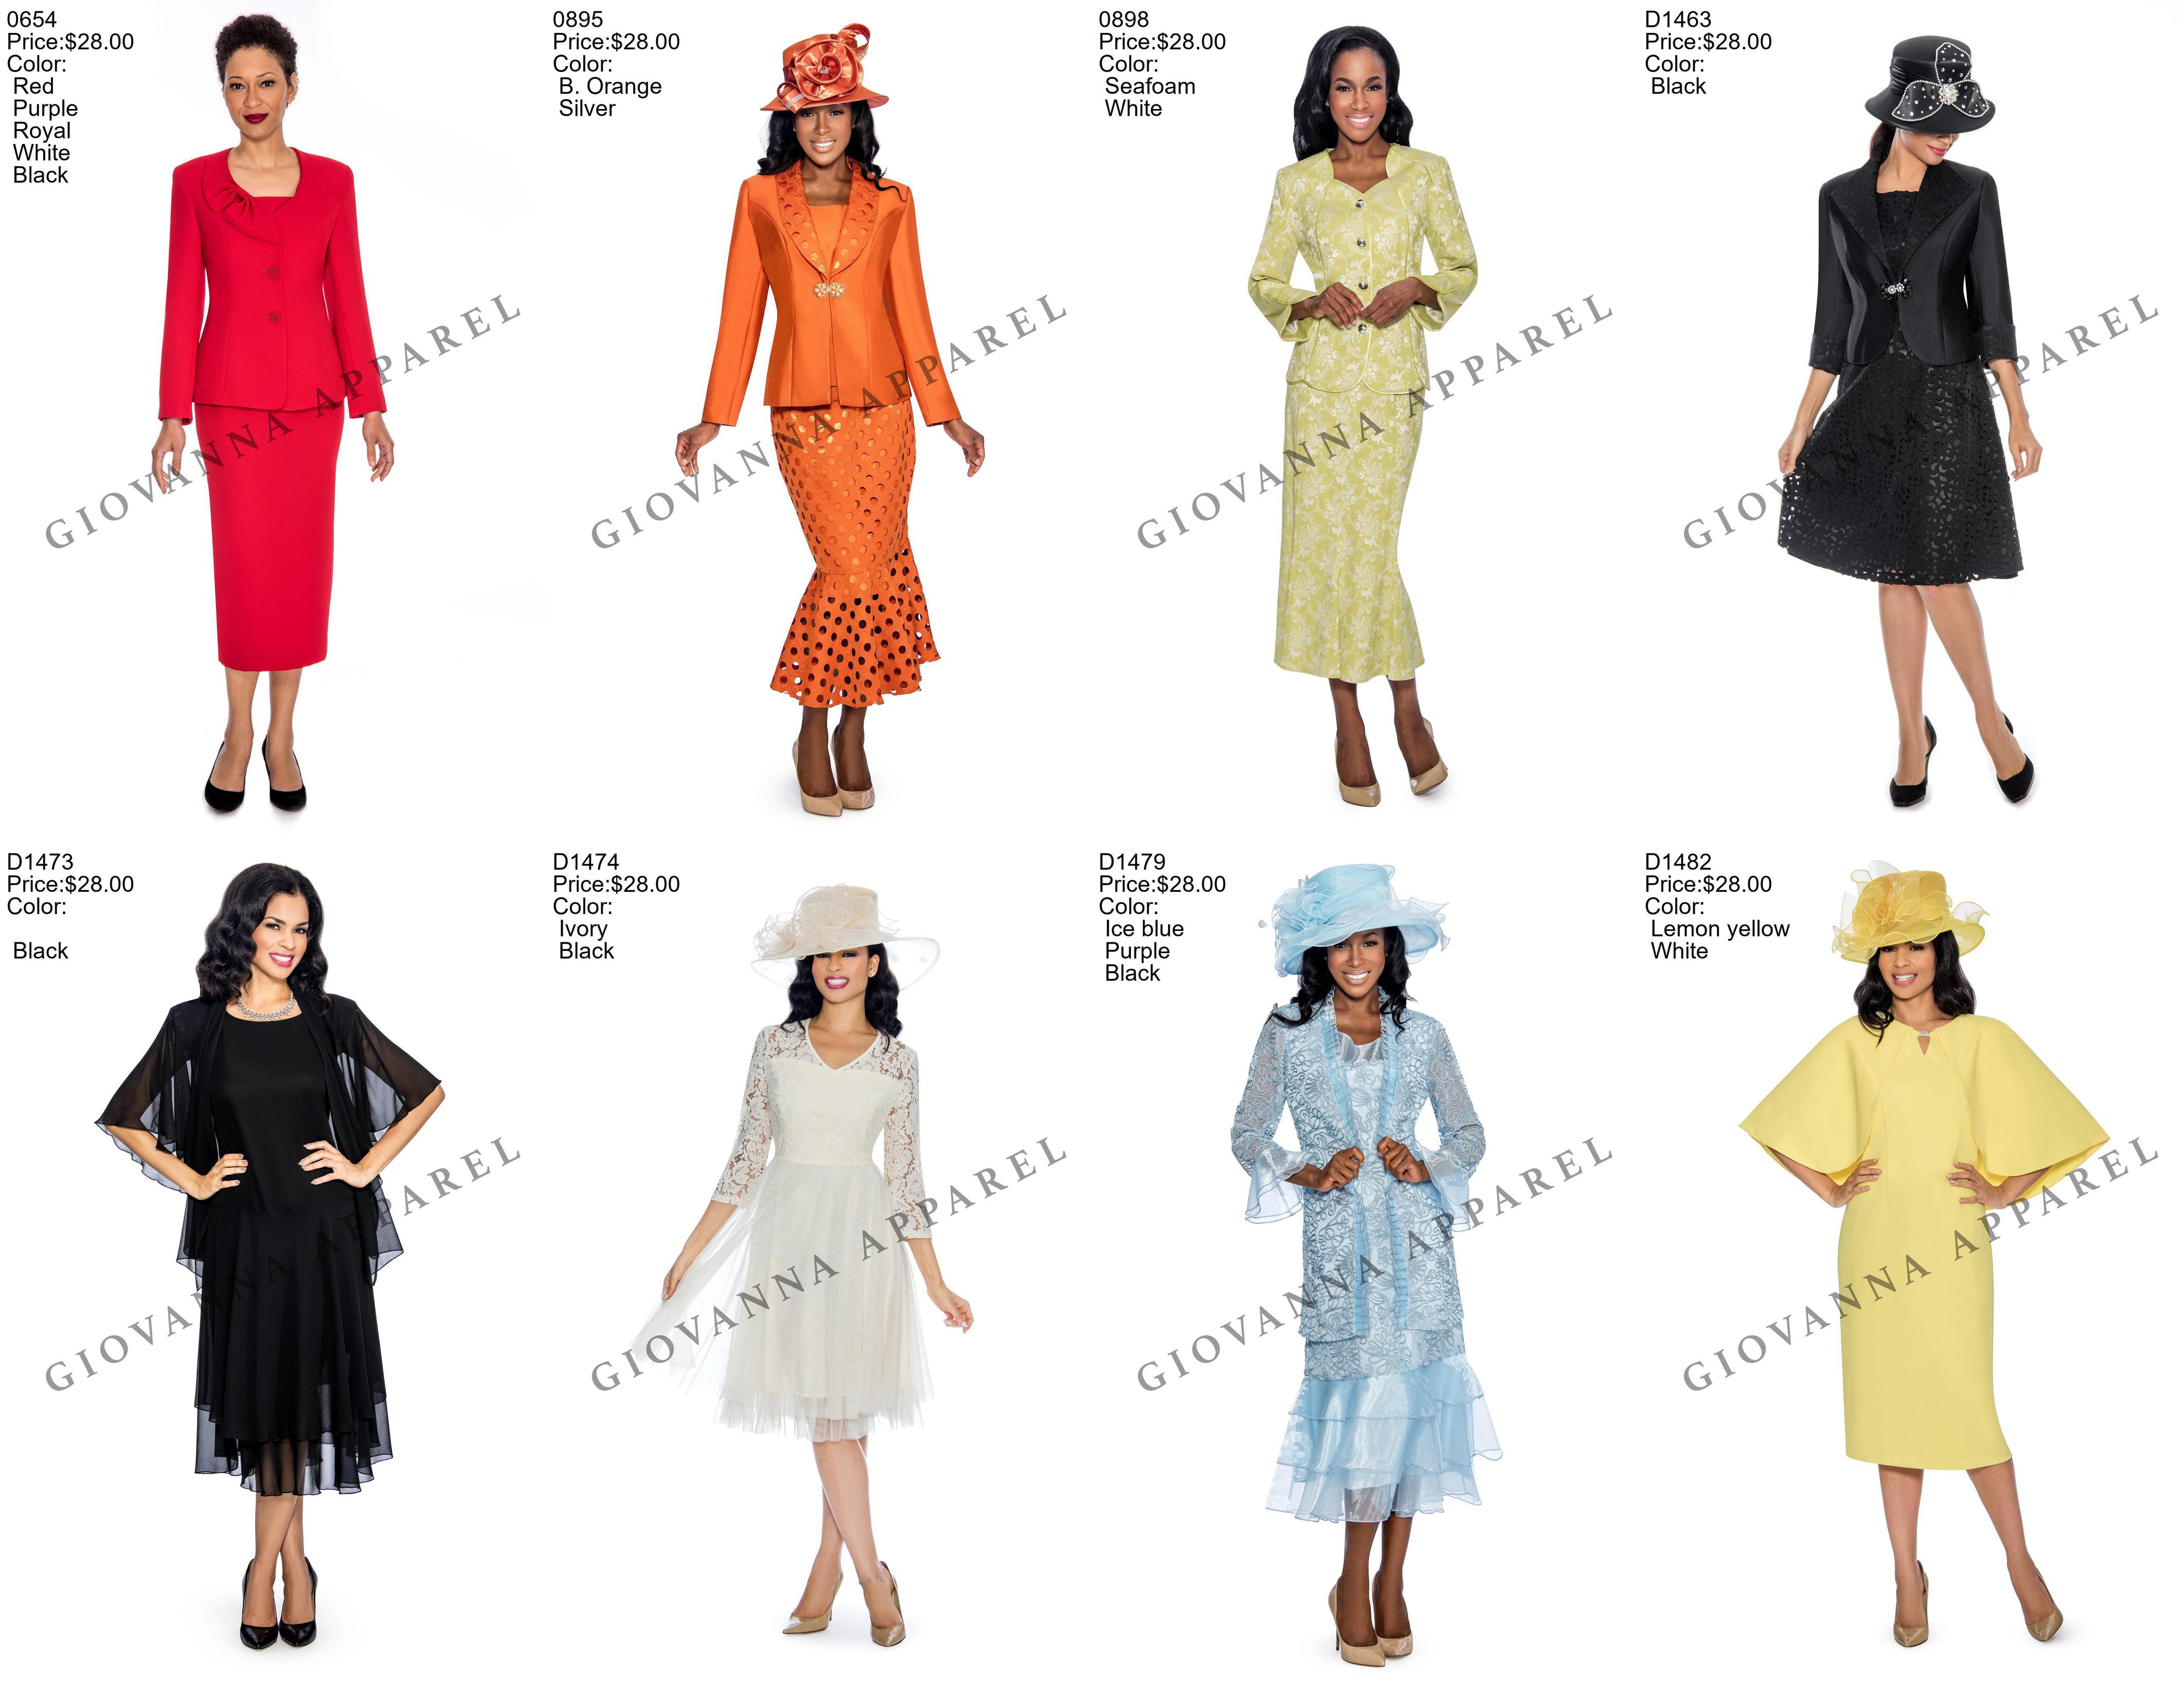 0654
Price:$28.00
Color:
Red
Purple
Royal
White
Black
GIOVANNA APPAREL
0895
Price:$28.00
Color:
B. Orange
Silver
GIOVANNA APPAREL
0898
Price:$28.00
Color:
Seafoam
White
GIOVANNA APPAREL
D1463
Price:$28.00
Color:
Black
GIOVANNA APPAREL
D1473
Price:$28.00
Color:
Black
GIOVANNA APPAREL
D1474
Price:$28.00
Color:
Ivory
Black
GIOVANNA APPAREL
D1479
Price:$28.00
Color:
Ice blue
Purple
Black
GIOVANNA APPAREL
D1482
Price:$28.00
Color:
Lemon yellow
White
GIOVANNA APPAREL